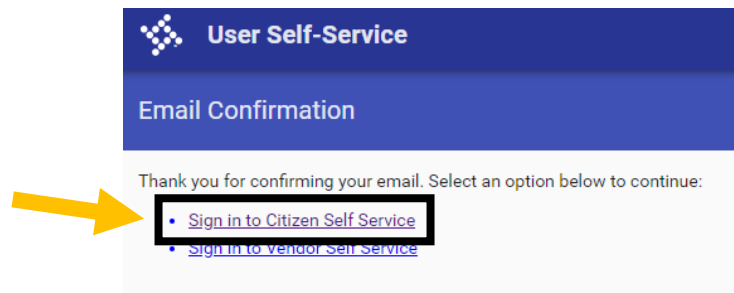 User Self-Service
Email Confirmation
Thank you for confirming your email. Select an option below to continue:
Sign in to Citizen Self Service
Sign in to Vendor Self Service